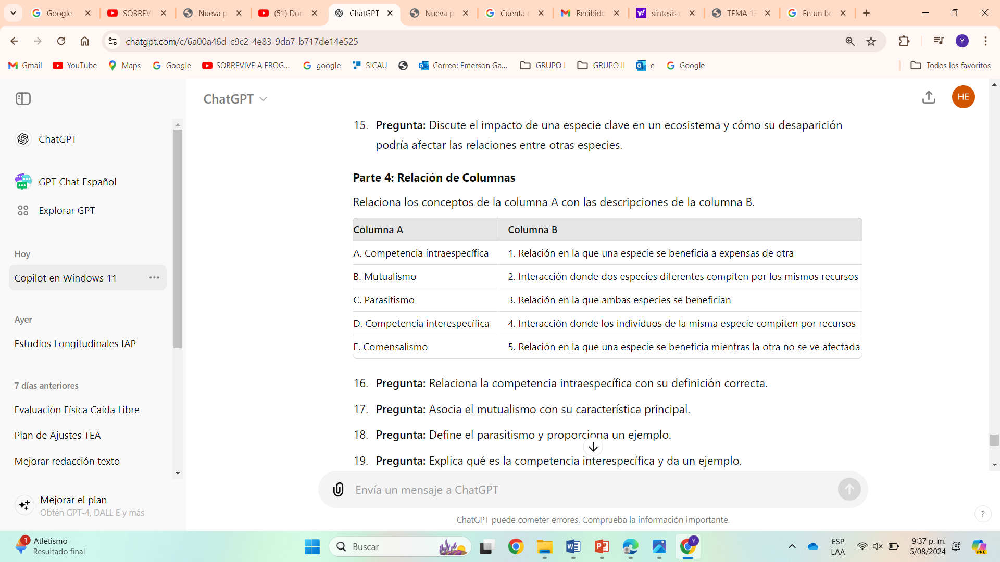 Google
SOBREVI
Nueva p
(51) Don
ChatGPT
Nueva p
Cuenta
Recibido
síntesis
TEMA 13
En un bo
chatgpt.com/c/6a00a46d-c9c2-4e83-9da7-b717de14e525
Y
Gmail
YouTube
Maps
Google
SOBREVIVE A FROG...
google
SICAU
Correo: Emerson Ga...
GRUPO I
GRUPO II
e
Google
Todos los favoritos
ChatGPT
HE
ChatGPT
GPT Chat Español
Explorar GPT
Hoy
Copilot en Windows 11
Ayer
Estudios Longitudinales IAP
7 días anteriores
Evaluación Física Caída Libre
Plan de Ajustes TEA
Mejorar redacción texto
Mejorar el plan
Obtén GPT-4, DALL E y más
15. Pregunta: Discute el impacto de una especie clave en un ecosistema y cómo su desaparición
podría afectar las relaciones entre otras especies.
Parte 4: Relación de Columnas
Relaciona los conceptos de la columna A con las descripciones de la columna B.
Columna A Columna B
A. Competencia intraespecífica 1. Relación en la que una especie se beneficia a expensas de otra
B. Mutualismo 2. Interacción donde dos especies diferentes compiten por los mismos recursos
C. Parasitismo 3. Relación en la que ambas especies se benefician
D. Competencia interespecífica 4. Interacción donde los individuos de la misma especie compiten por recursos
E. Comensalismo 5. Relación en la que una especie se beneficia mientras la otra no se ve afectada
16. Pregunta: Relaciona la competencia intraespecífica con su definición correcta.
17. Pregunta: Asocia el mutualismo con su característica principal.
18. Pregunta: Define el parasitismo y proporciona un ejemplo.
19. Pregunta: Explica qué es la competencia interespecífica y da un ejemplo.
Envía un mensaje a ChatGPT
ChatGPT puede cometer errores. Comprueba la información importante.
?
1
Atletismo
Resultado final
Buscar
Y
ESP
LAA
9:37 p. m.
5/08/2024
PRE